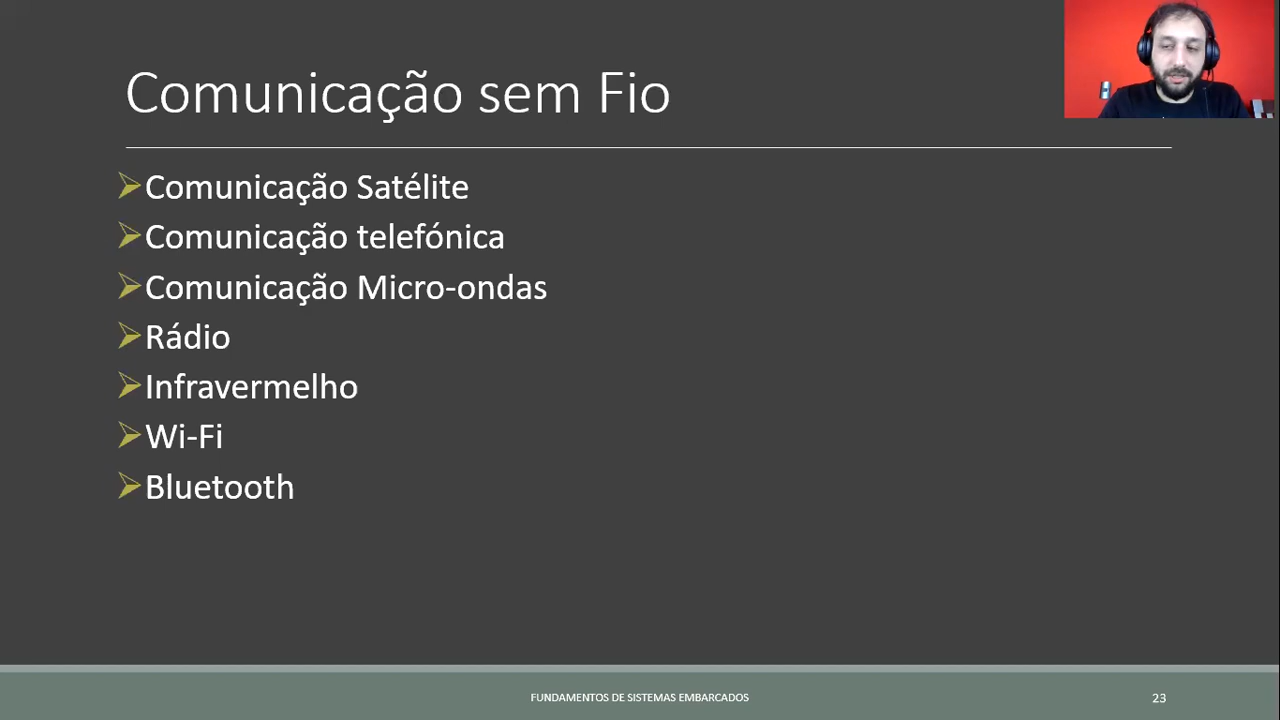 Comunicação sem Fio
Comunicação Satélite
Comunicação telefónica
Comunicação Micro-ondas
Rádio
Infravermelho
Wi-Fi
Bluetooth
FUNDAMENTOS DE SISTEMAS EMBARCADOS
23